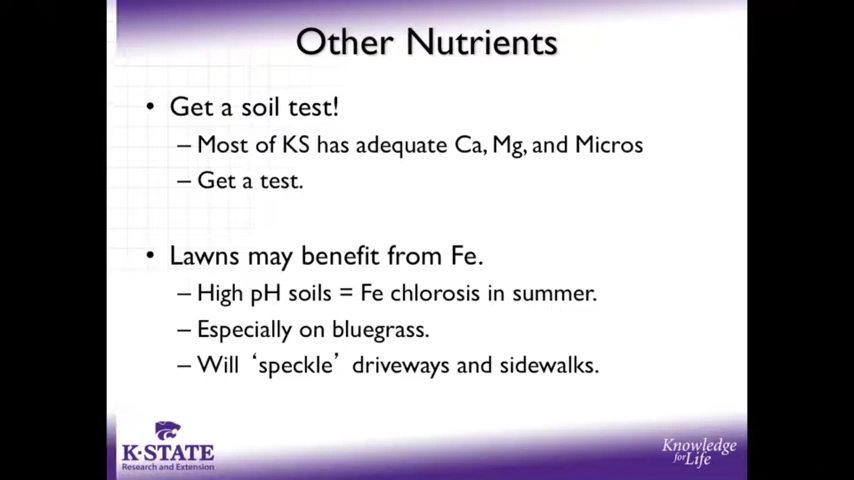 Other Nutrients
• Get a soil test!
– Most of KS has adequate Ca, Mg, and Micros
– Get a test.
• Lawns may benefit from Fe.
– High pH soils = Fe chlorosis in summer.
– Especially on bluegrass.
– Will ‘speckle’ driveways and sidewalks.
K-STATE
Research and Extension
Knowledge
for Life